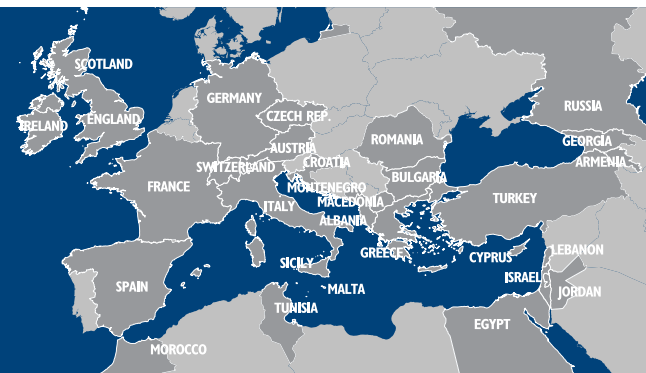 SCOTLAND
IRELAND
ENGLAND
GERMANY
CZECH REP.
RUSSIA
AUSTRIA
ROMANIA
GEORGIA
SWITZERLAND
CROATIA
ARMENIA
FRANCE
MONTENEGRO
BULGARIA
ITALY
MACEDONIA
TURKEY
ALBANIA
GREECE
CYPRUS
LEBANON
SICILY
ISRAEL
SPAIN
MALTA
JORDAN
TUNISIA
EGYPT
MOROCCO